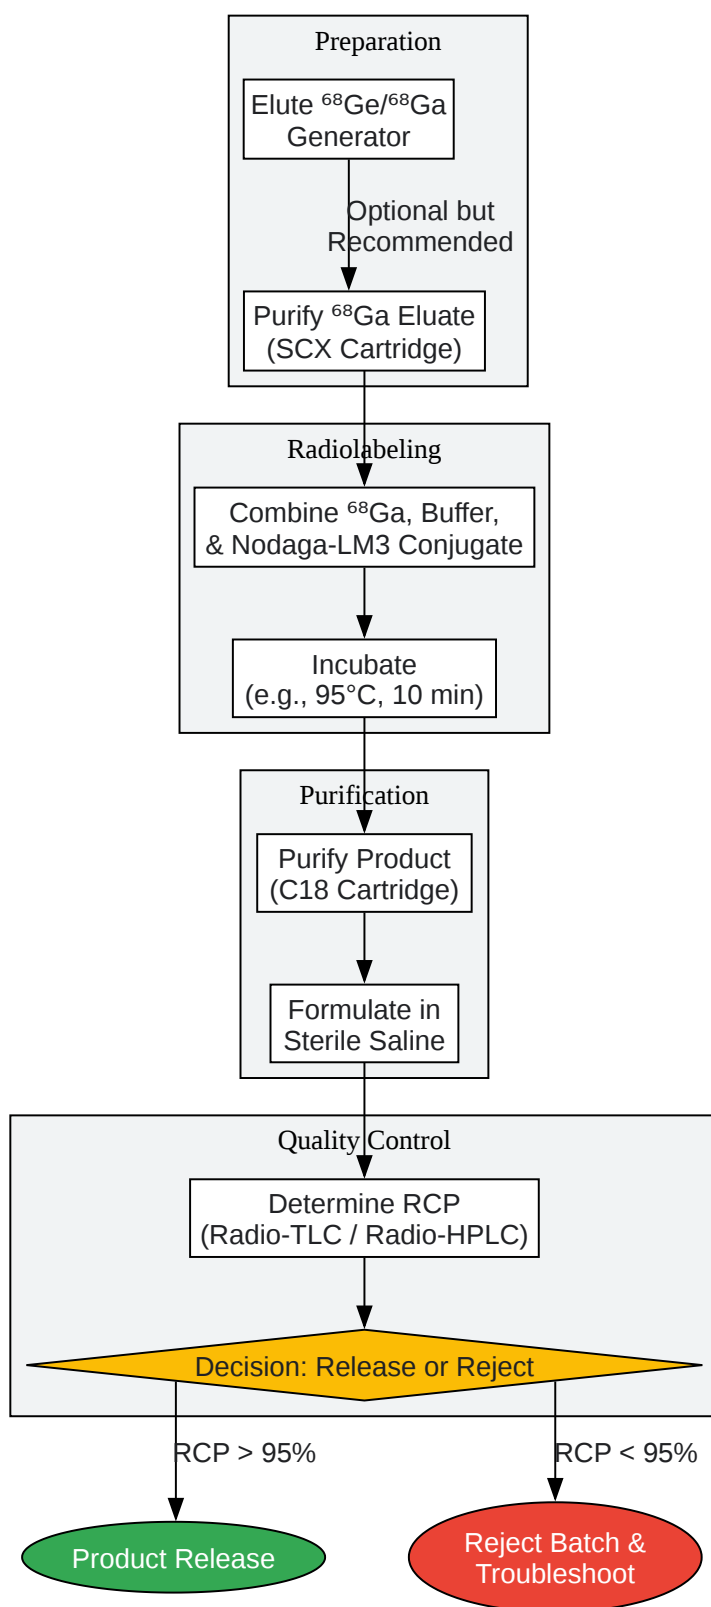 Preparation
Elute ⁶⁸Ge/⁶⁸Ga
Generator
Optional but
Recommended
Purify ⁶⁸Ga Eluate
(SCX Cartridge)
Radiolabeling
Combine ⁶⁸Ga, Buffer,
& Nodaga-LM3 Conjugate
Incubate
(e.g., 95°C, 10 min)
Purification
Purify Product
(C18 Cartridge)
Formulate in
Sterile Saline
Quality Control
Determine RCP
(Radio-TLC / Radio-HPLC)
Decision: Release or Reject
RCP > 95%
RCP < 95%
Product Release
Reject Batch &
Troubleshoot